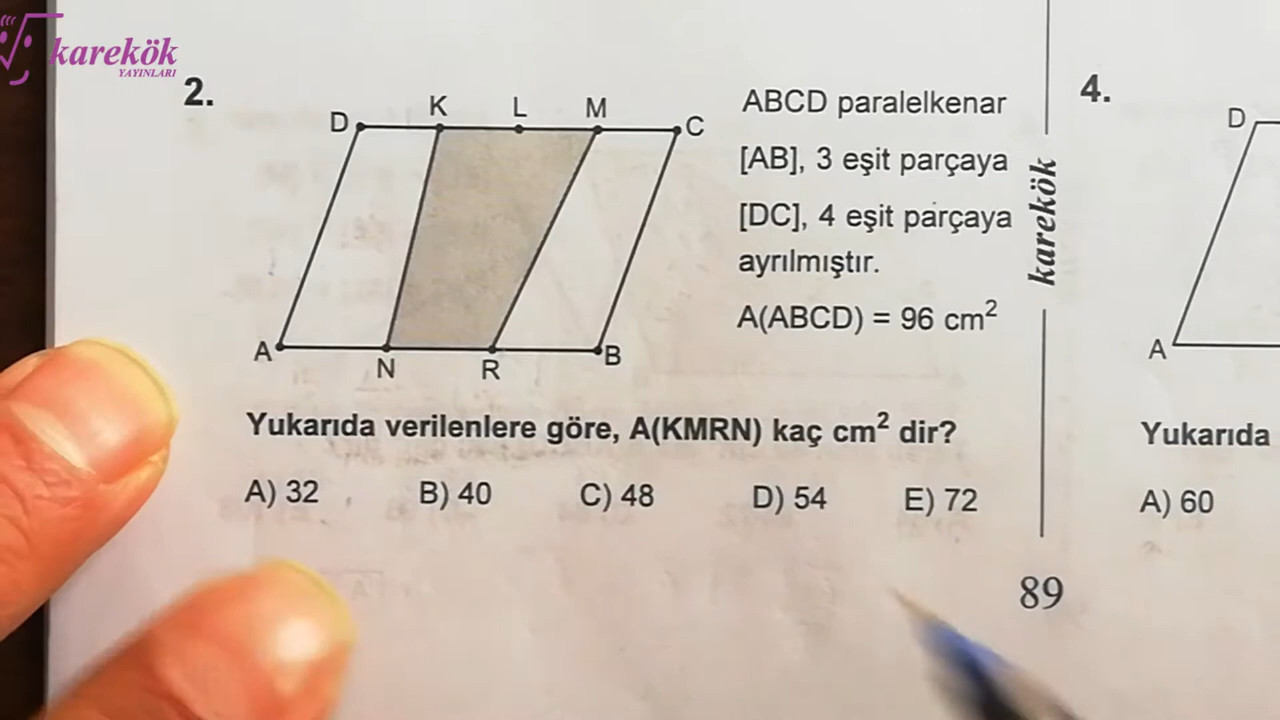 karekök
YAYINLARI
2.
D K L M C
A N R B
ABCD paralelkenar
[AB], 3 eşit parçaya
[DC], 4 eşit parçaya
ayrılmıştır.
A(ABCD) = 96 cm²
Yukarıda verilenlere göre, A(KMRN) kaç cm² dir?
A) 32 B) 40 C) 48 D) 54 E) 72
karekök
89
4.
D
A
Yukarıda
A) 60